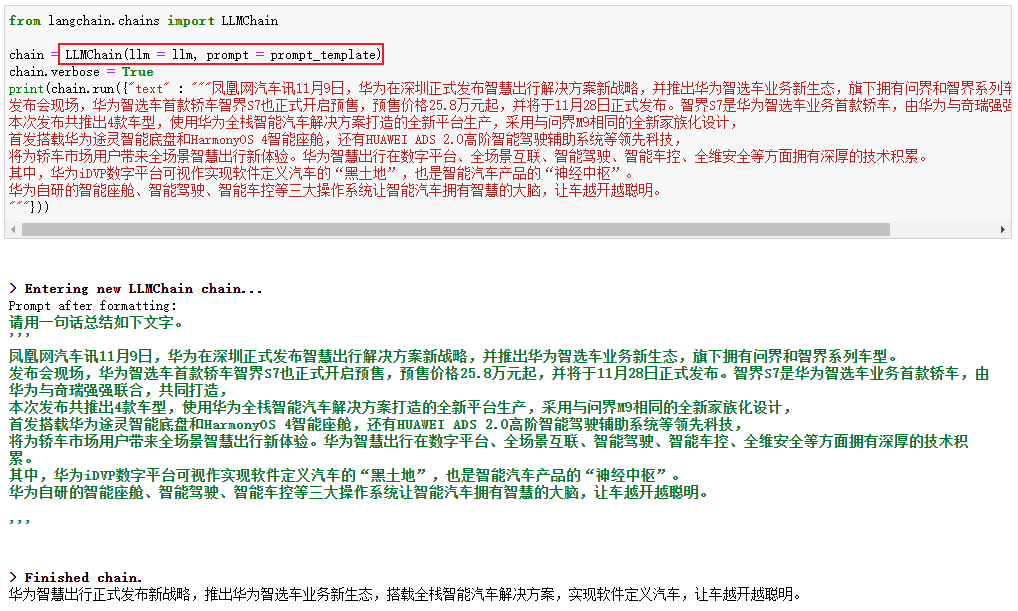 from langchain.chains import LLMChain
chain = LLMChain(llm = llm, prompt = prompt_template)
chain.verbose = True
print(chain.run({"text" : """凤凰网汽车讯11月9日，华为在深圳正式发布智慧出行解决方案新战略，并推出华为智选车业务新生态，旗下拥有问界和智界系列车
发布会现场，华为智选车首款轿车智界S7也正式开启预售，预售价格25.8万元起，并将于11月28日正式发布。智界S7是华为智选车业务首款轿车，由华为与奇瑞强强
本次发布共推出4款车型，使用华为全栈智能汽车解决方案打造的全新平台生产，采用与问界M9相同的全新家族化设计，
首发搭载华为途灵智能底盘和HarmonyOS 4智能座舱，还有HUAWEI ADS 2.0高阶智能驾驶辅助系统等领先科技，
将为轿车市场用户带来全场景智慧出行新体验。华为智慧出行在数字平台、全场景互联、智能驾驶、智能车控、全维安全等方面拥有深厚的技术积累。
其中，华为iDVP数字平台可视作实现软件定义汽车的“黑土地”，也是智能汽车产品的“神经中枢”。
华为自研的智能座舱、智能驾驶、智能车控等三大操作系统让智能汽车拥有智慧的大脑，让车越开越聪明。
"""}))
> Entering new LLMChain chain...
Prompt after formatting:
请用一句话总结如下文字。
'''
凤凰网汽车讯11月9日，华为在深圳正式发布智慧出行解决方案新战略，并推出华为智选车业务新生态，旗下拥有问界和智界系列车型。
发布会现场，华为智选车首款轿车智界S7也正式开启预售，预售价格25.8万元起，并将于11月28日正式发布。智界S7是华为智选车业务首款轿车，由
华为与奇瑞强强联合，共同打造，
本次发布共推出4款车型，使用华为全栈智能汽车解决方案打造的全新平台生产，采用与问界M9相同的全新家族化设计，
首发搭载华为途灵智能底盘和HarmonyOS 4智能座舱，还有HUAWEI ADS 2.0高阶智能驾驶辅助系统等领先科技，
将为轿车市场用户带来全场景智慧出行新体验。华为智慧出行在数字平台、全场景互联、智能驾驶、智能车控、全维安全等方面拥有深厚的技术积
累。
其中，华为iDVP数字平台可视作实现软件定义汽车的“黑土地”，也是智能汽车产品的“神经中枢”。
华为自研的智能座舱、智能驾驶、智能车控等三大操作系统让智能汽车拥有智慧的大脑，让车越开越聪明。
'''
> Finished chain.
华为智慧出行正式发布新战略，推出华为智选车业务新生态，搭载全栈智能汽车解决方案，实现软件定义汽车，让车越开越聪明。